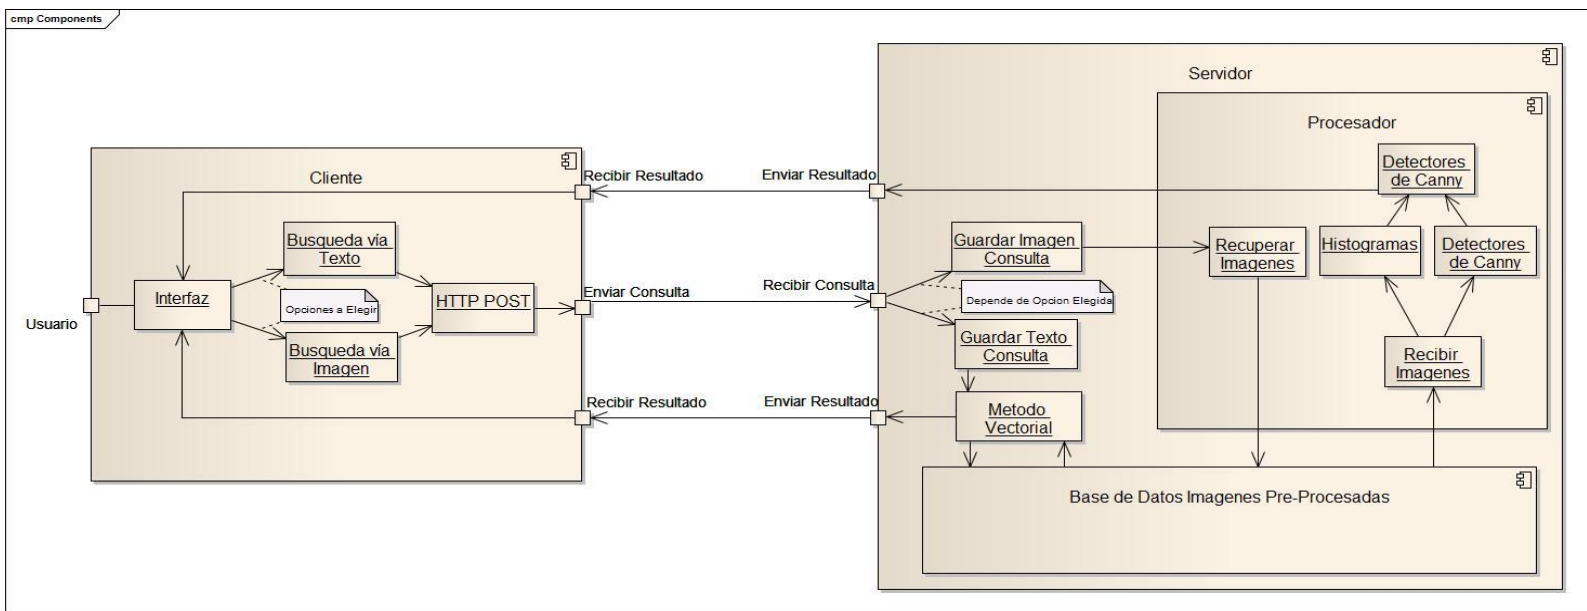 cmp Components
Servidor
Procesador
Detectores
de Canny
Cliente
Recibir Resultado
Enviar Resultado
Busqueda vía
Texto
Guardar Imagen
Consulta
Recuperar
Imagenes
Histogramas
Detectores
de Canny
Interfaz
Opciones a Elegir
HTTP POST
Enviar Consulta
Recibir Consulta
Depende de Opcion Elegida
Usuario
Busqueda vía
Imagen
Guardar Texto
Consulta
Recibir
Imagenes
Recibir Resultado
Enviar Resultado
Metodo
Vectorial
Base de Datos Imagenes Pre-Procesadas